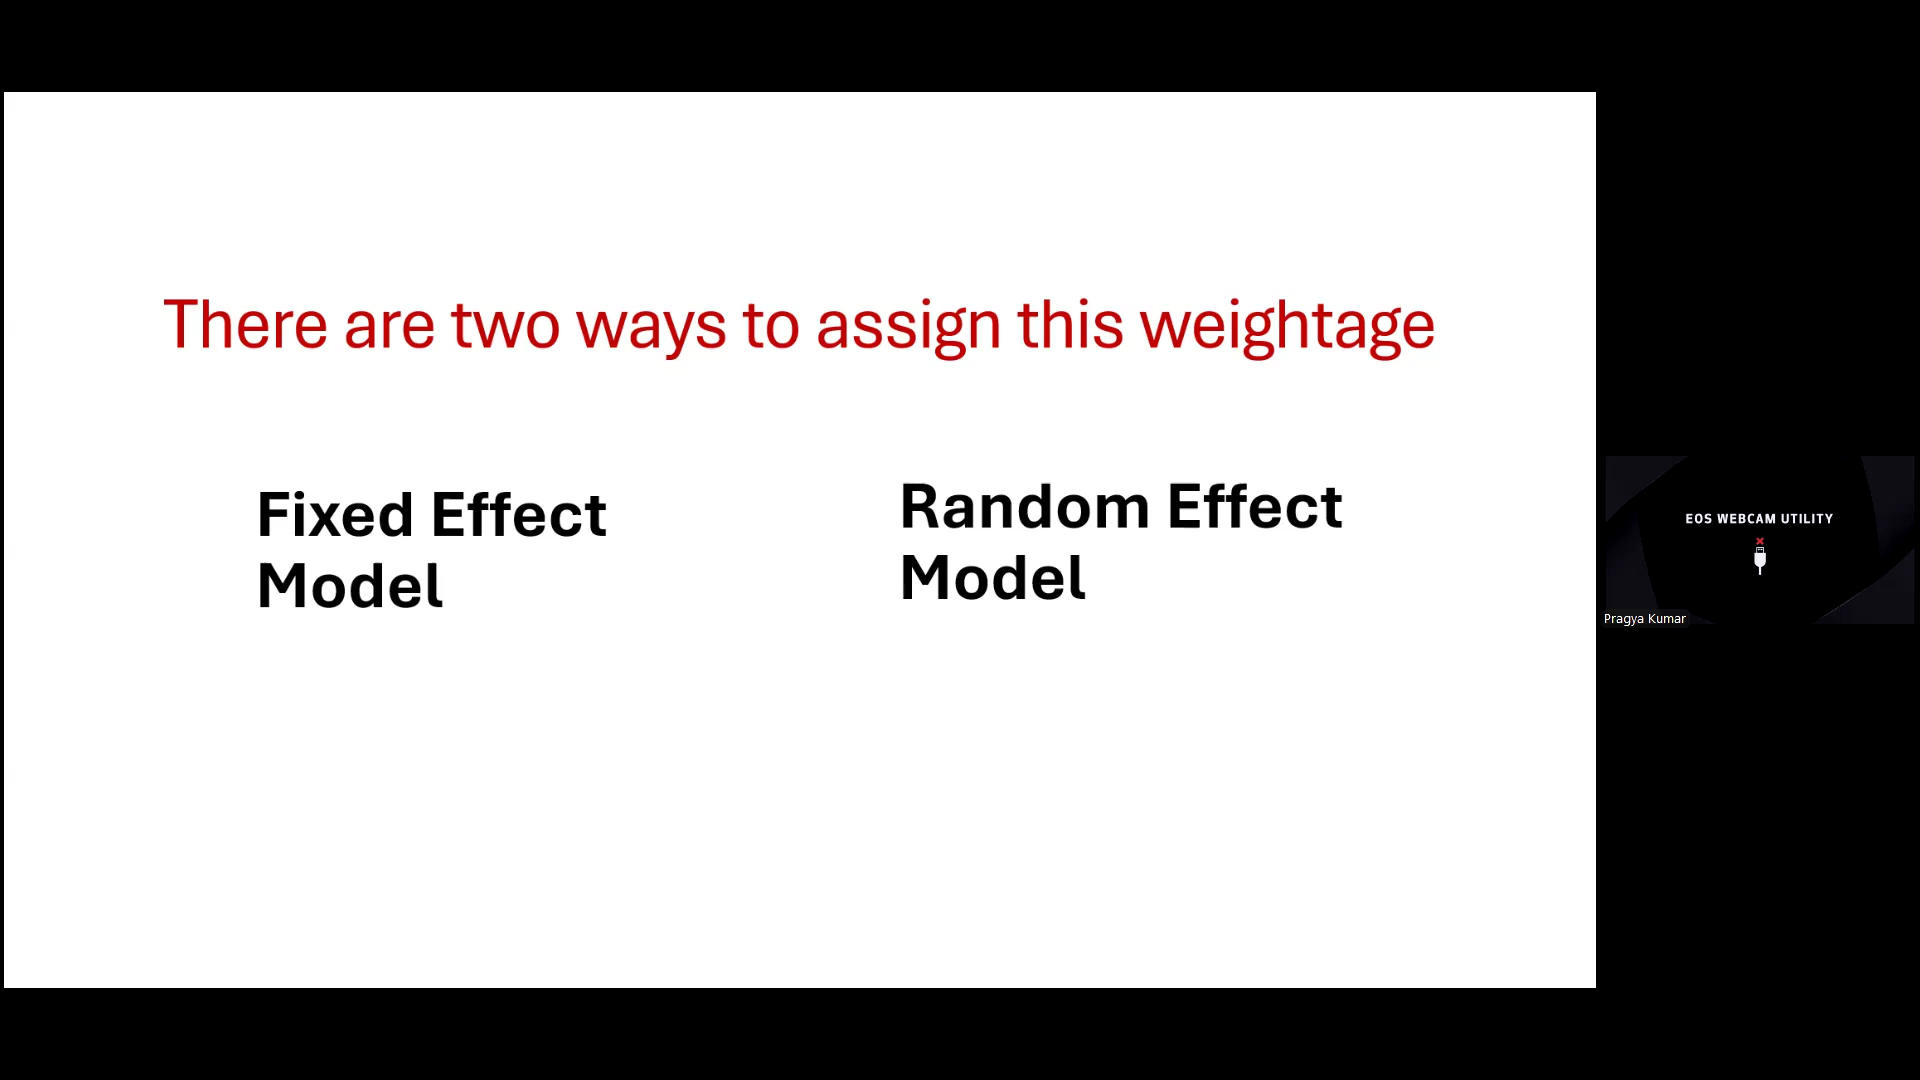 There are two ways to assign this weightage
Fixed Effect
Model
Random Effect
Model
EOS WEBCAM UTILITY
Pragya Kumar